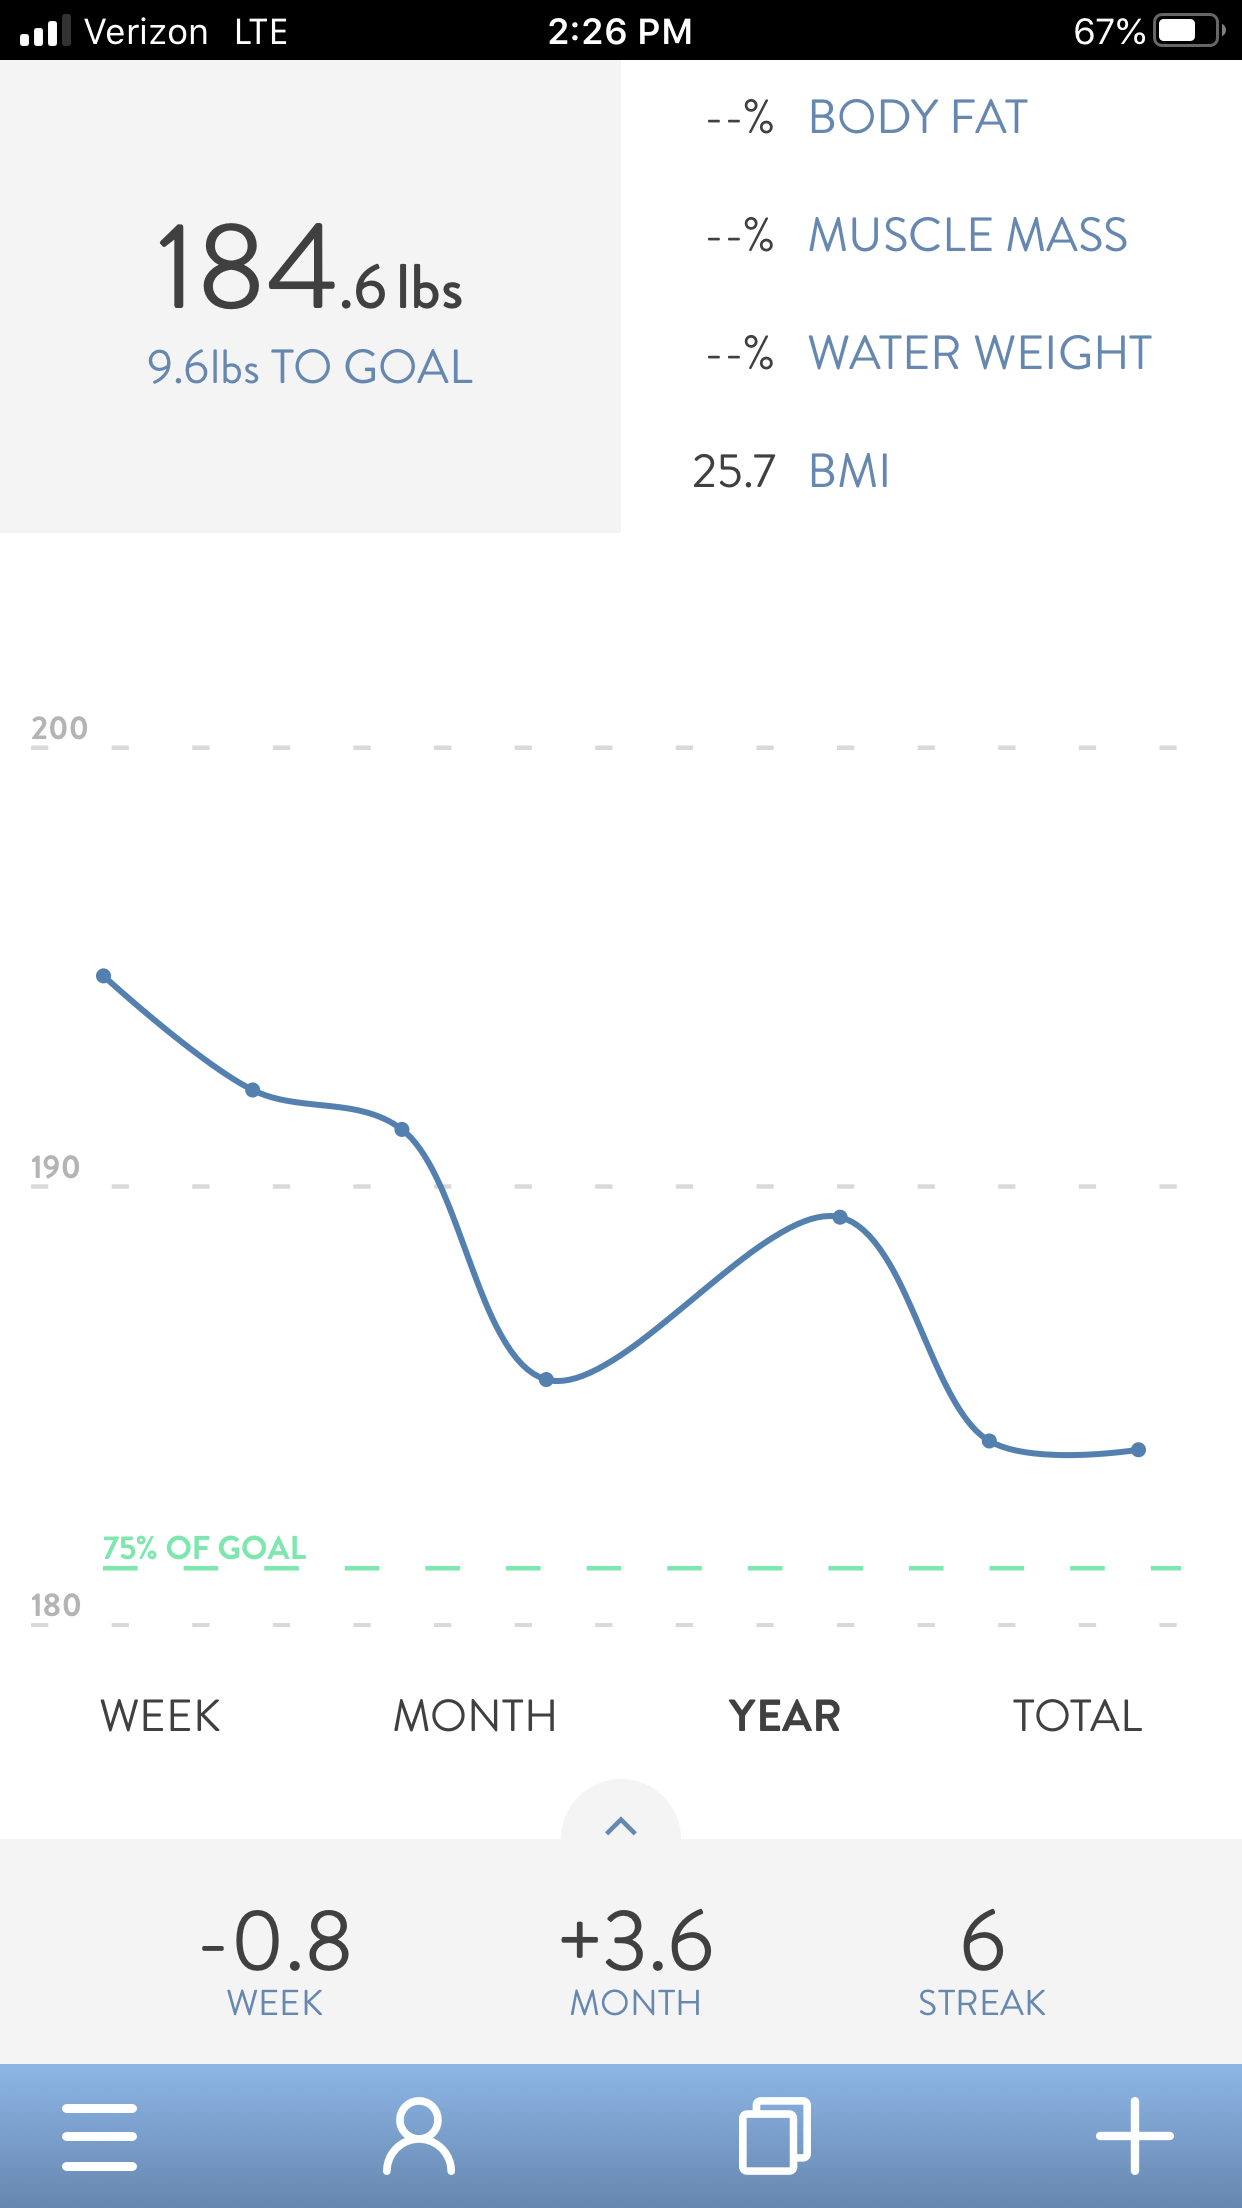 Verizon LTE 2:26 PM 67%
184.6 lbs
9.6lbs TO GOAL
--% BODY FAT
--% MUSCLE MASS
--% WATER WEIGHT
25.7 BMI
200
190
75% OF GOAL
180
WEEK MONTH YEAR TOTAL
-0.8 +3.6 6
WEEK MONTH STREAK